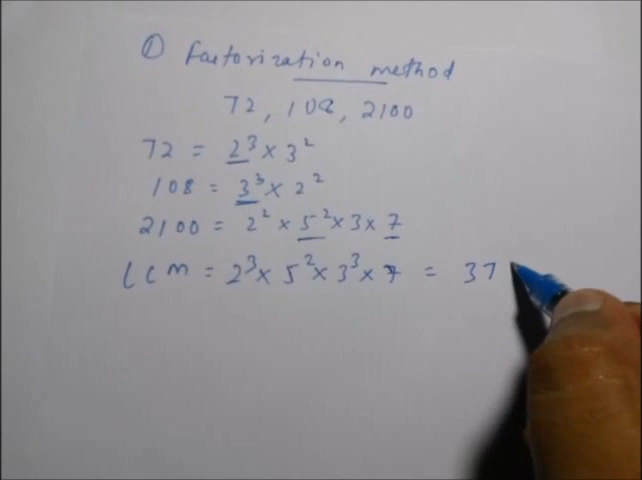 ① Factorization method
72, 108, 2100
72 = 2³ × 3²
108 = 3³ × 2²
2100 = 2² × 5² × 3 × 7
LCM = 2³ × 5² × 3³ × 7 = 37